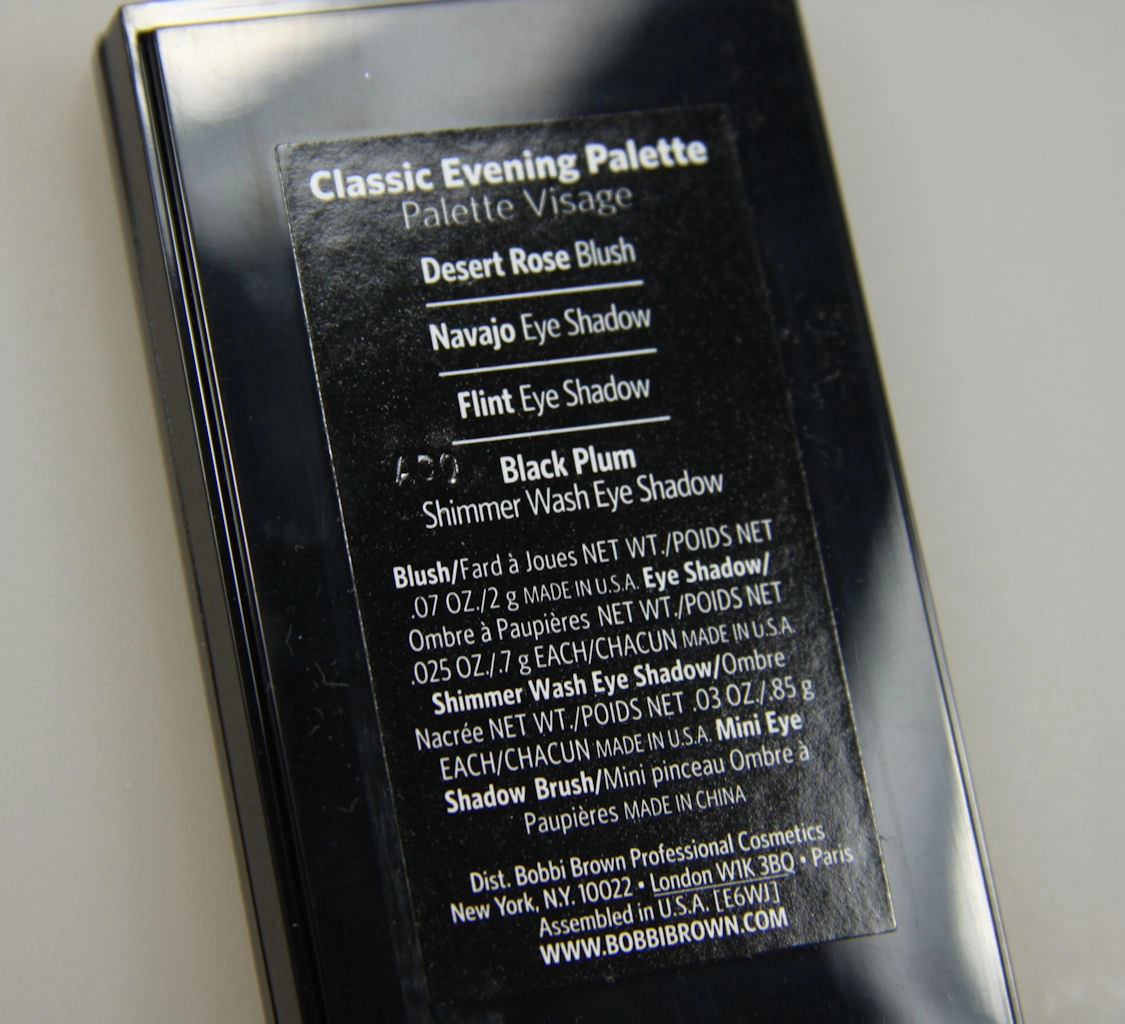 Classic Evening Palette
Palette Visage
Desert Rose Blush
Navajo Eye Shadow
Flint Eye Shadow
Black Plum
Shimmer Wash Eye Shadow
Blush/Fard à Joues NET WT./POIDS NET
.07 OZ./2 g MADE IN U.S.A. Eye Shadow/
Ombre à Paupières NET WT./POIDS NET
.025 OZ./.7 g EACH/CHACUN MADE IN U.S.A.
Shimmer Wash Eye Shadow/Ombre
Nacrée NET WT./POIDS NET .03 OZ./.85 g
EACH/CHACUN MADE IN U.S.A. Mini Eye
Shadow Brush/Mini pinceau Ombre à
Paupières MADE IN CHINA
Dist. Bobbi Brown Professional Cosmetics
New York, N.Y. 10022 • London W1K 3BQ • Paris
Assembled in U.S.A. [E6WJ]
WWW.BOBBIBROWN.COM